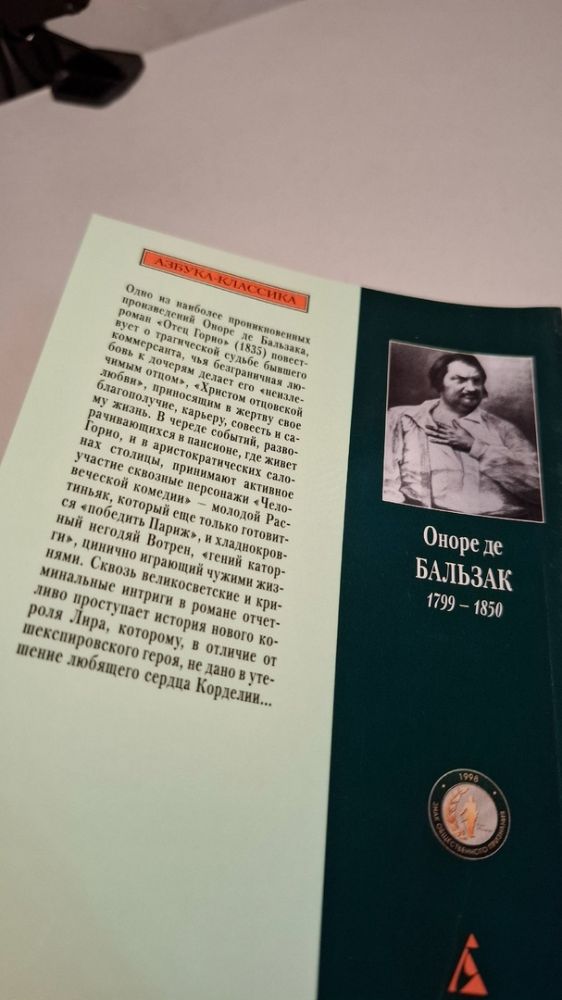 АЗБУКА-КЛАССИКА
Одно из наиболее проникновенных
произведений Оноре де Бальзака,
роман «Отец Горио» (1835) повест-
вует о трагической судьбе бывшего
коммерсанта, чья безграничная лю-
бовь к дочерям делает его «неизле-
чимым отцом», «Христом отцовской
любви», приносящим в жертву свое
благополучие, карьеру, совесть и са-
му жизнь. В череде событий, разво-
рачивающихся в пансионе, где живет
Горио, и в аристократических сало-
нах столицы, принимают активное
участие сквозные персонажи «Чело-
веческой комедии» — молодой Рас-
тиньяк, который еще только готовит-
ся «победить Париж», и хладнокров-
ный негодяй Вотрен, «гений катор-
ги», цинично играющий чужими жиз-
нями. Сквозь великосветские и кри-
минальные интриги в романе отчет-
ливо проступает история нового ко-
роля Лира, которому, в отличие от
шекспировского героя, не дано в уте-
шение любящего сердца Корделии...
Оноре де
БАЛЬЗАК
1799 – 1850
1998
ЗНАК ОБЩЕСТВЕННОГО ПРИЗНАНИЯ